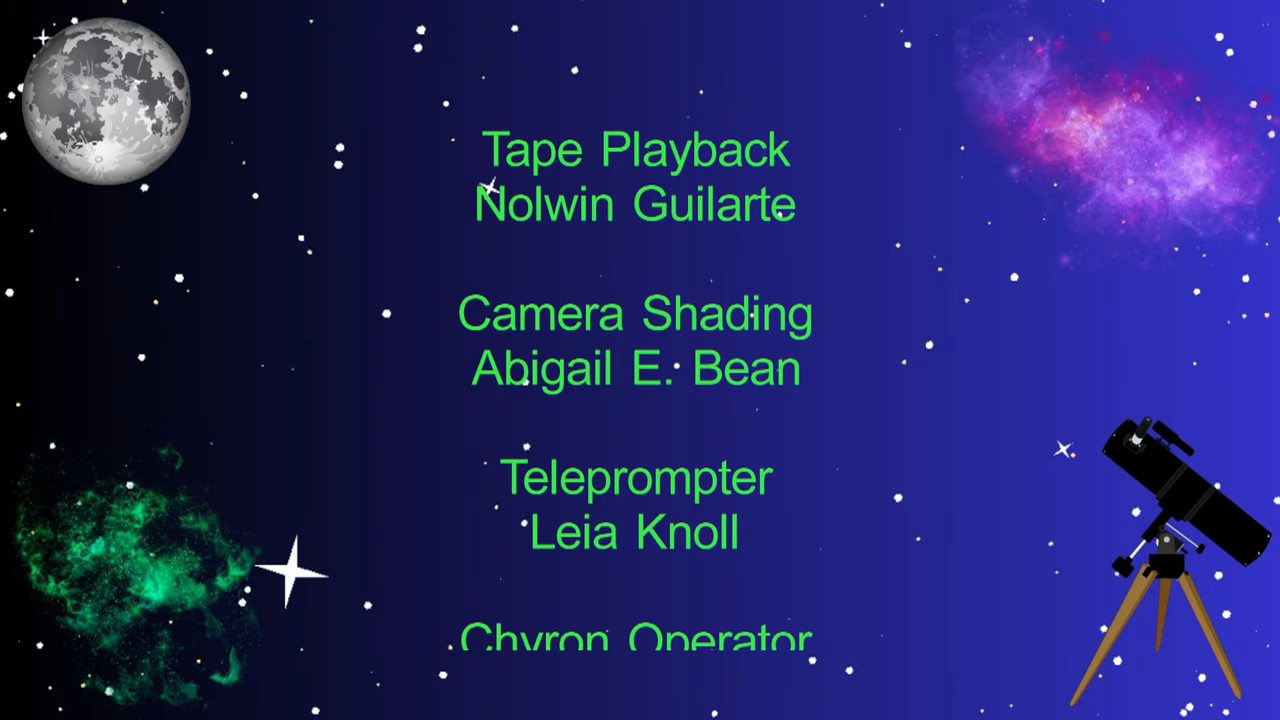 Tape Playback
Nolwin Guilarte
Camera Shading
Abigail E. Bean
Teleprompter
Leia Knoll
Chyron Operator